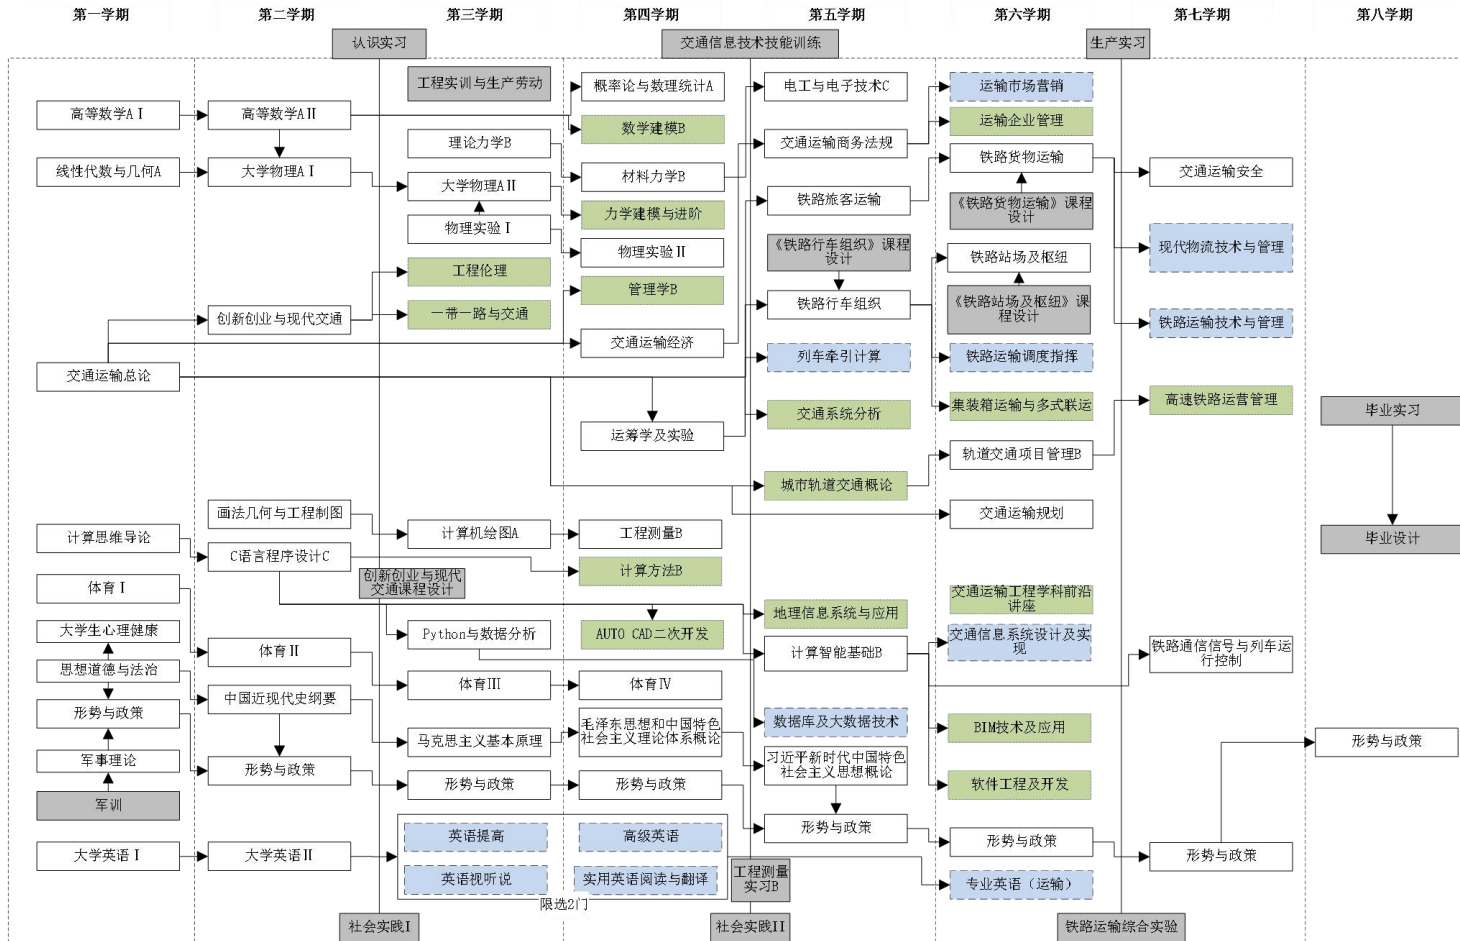 第一学期
第二学期
第三学期
第四学期
第五学期
第六学期
第七学期
第八学期
认识实习
交通信息技术技能训练
生产实习
高等数学AⅠ
线性代数与几何A
交通运输总论
计算思维导论
体育Ⅰ
大学生心理健康
思想道德与法治
形势与政策
军事理论
军训
大学英语Ⅰ
高等数学AⅡ
大学物理AⅠ
创新创业与现代交通
画法几何与工程制图
C语言程序设计C
体育Ⅱ
中国近现代史纲要
形势与政策
大学英语Ⅱ
工程实训与生产劳动
理论力学B
大学物理AⅡ
物理实验Ⅰ
工程伦理
一带一路与交通
计算机绘图A
创新创业与现代
交通课程设计
Python与数据分析
体育Ⅲ
马克思主义基本原理
形势与政策
英语提高
英语视听说
概率论与数理统计A
数学建模B
材料力学B
力学建模与进阶
物理实验Ⅱ
管理学B
交通运输经济
运筹学及实验
工程测量B
计算方法B
AUTO CAD二次开发
体育Ⅳ
毛泽东思想和中国特色
社会主义理论体系概论
形势与政策
高级英语
实用英语阅读与翻译
限选2门
电工与电子技术C
交通运输商务法规
铁路旅客运输
《铁路行车组织》课程
设计
铁路行车组织
列车牵引计算
交通系统分析
城市轨道交通概论
地理信息系统与应用
计算智能基础B
数据库及大数据技术
习近平新时代中国特色
社会主义思想概论
形势与政策
工程测量
实习B
运输市场营销
运输企业管理
铁路货物运输
《铁路货物运输》课程
设计
铁路站场及枢纽
《铁路站场及枢纽》课
程设计
铁路运输调度指挥
集装箱运输与多式联运
轨道交通项目管理B
交通运输规划
交通运输工程学科前沿
讲座
交通信息系统设计及实
现
BIM技术及应用
软件工程及开发
形势与政策
专业英语（运输）
交通运输安全
现代物流技术与管理
铁路运输技术与管理
高速铁路运营管理
铁路通信信号与列车运
行控制
形势与政策
毕业实习
毕业设计
形势与政策
社会实践Ⅰ
社会实践Ⅱ
铁路运输综合实验